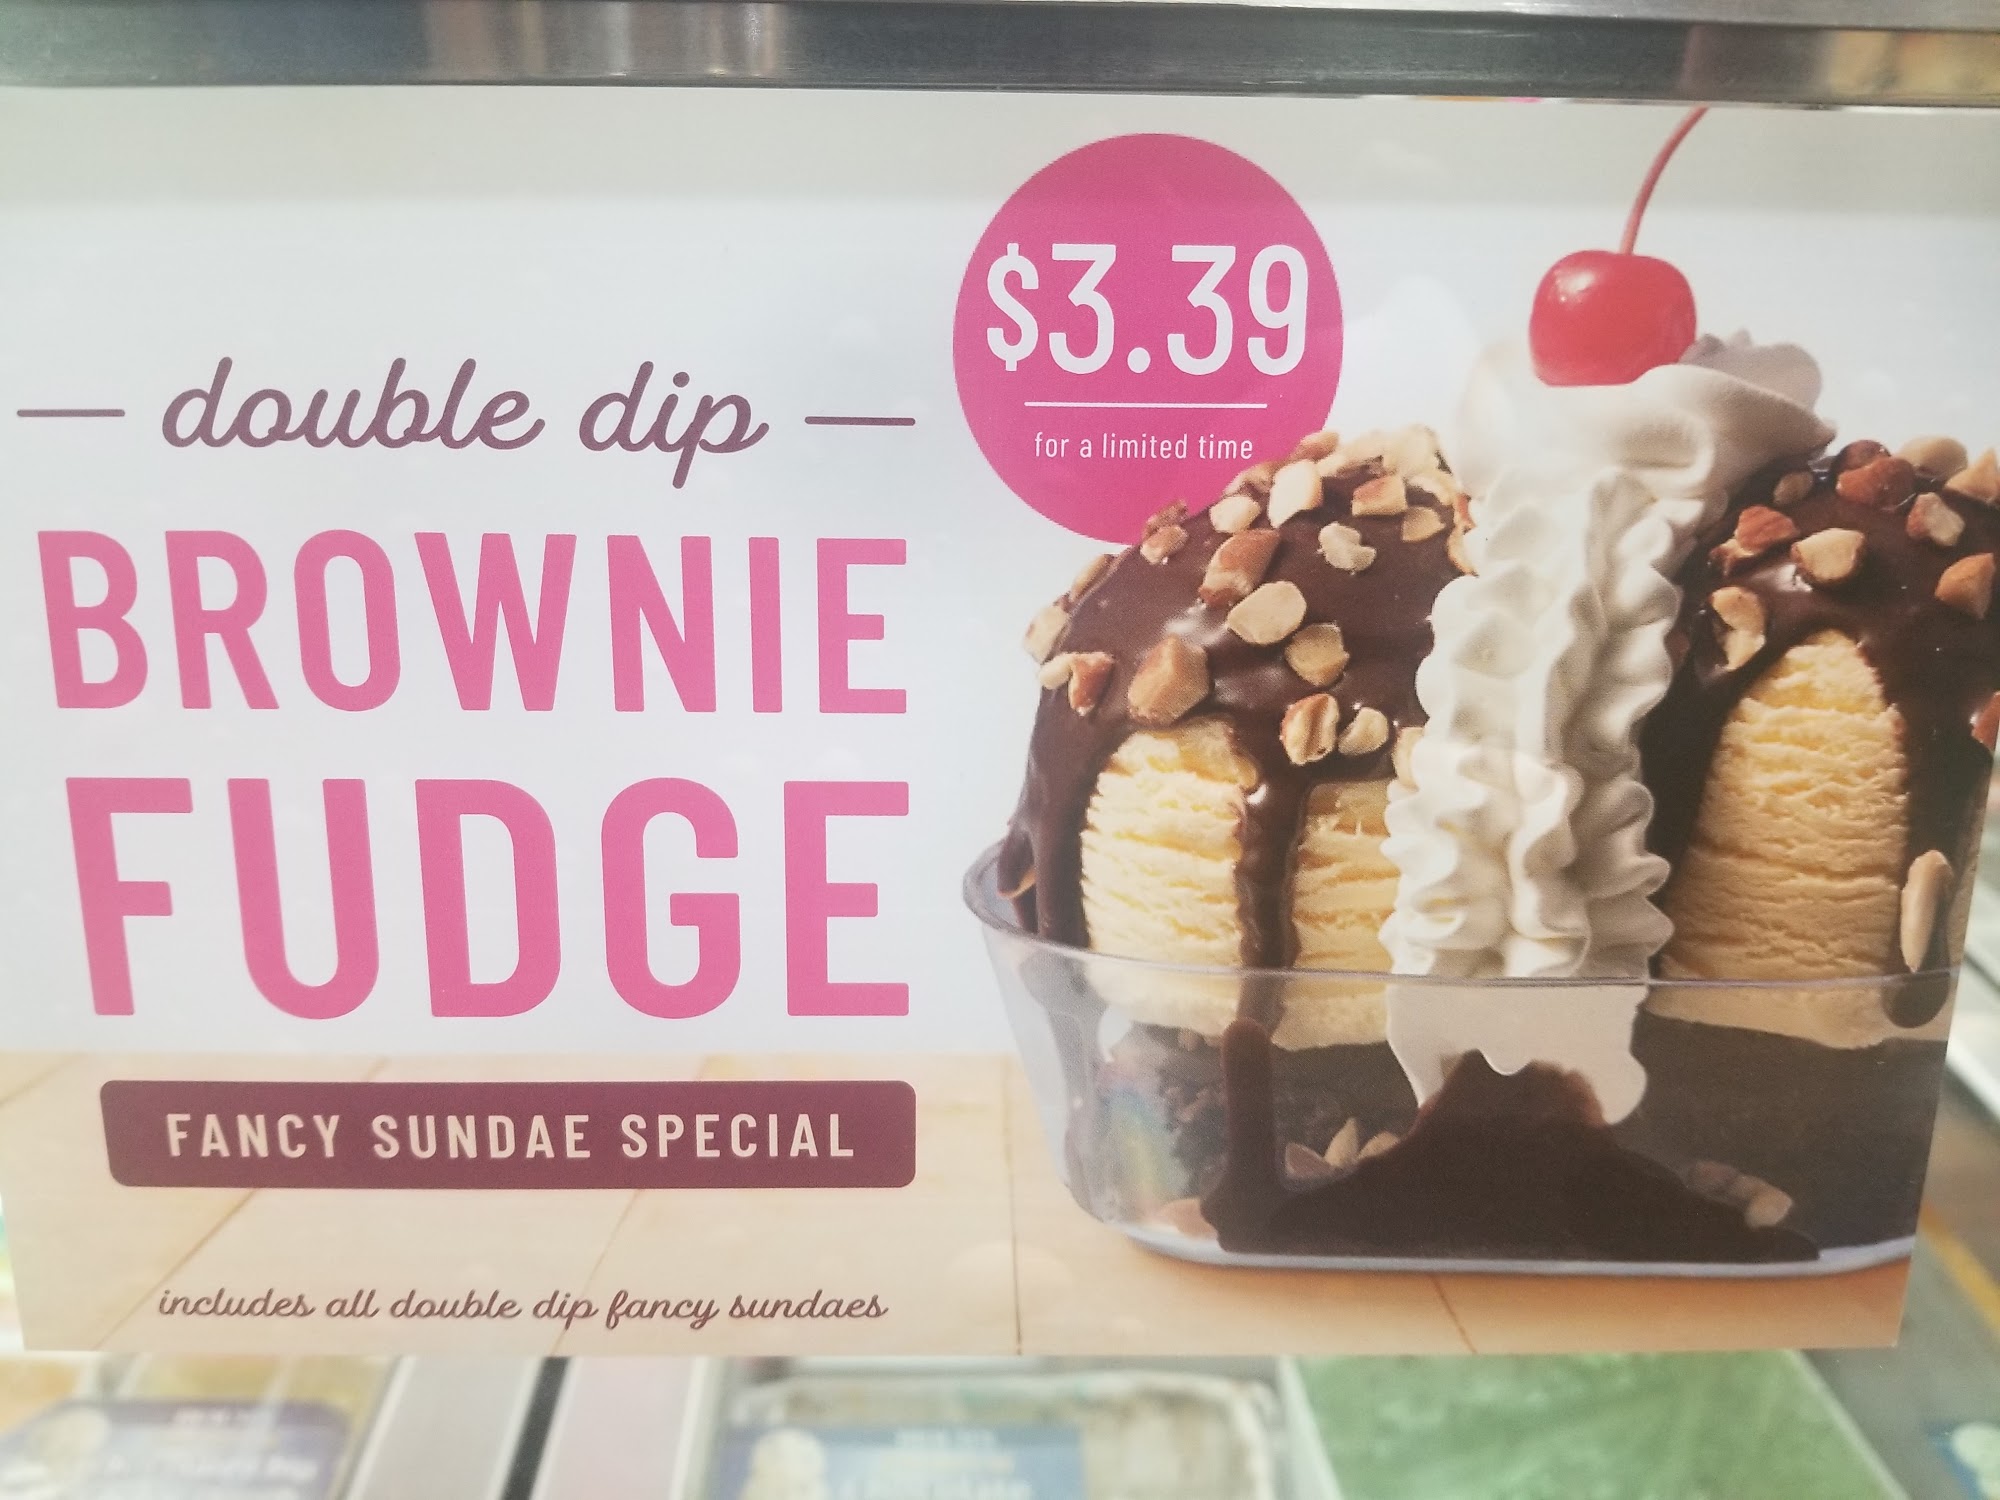 $3.39
for a limited time
double dip
BROWNIE
FUDGE
FANCY SUNDAE SPECIAL
includes all double dip fancy sundaes